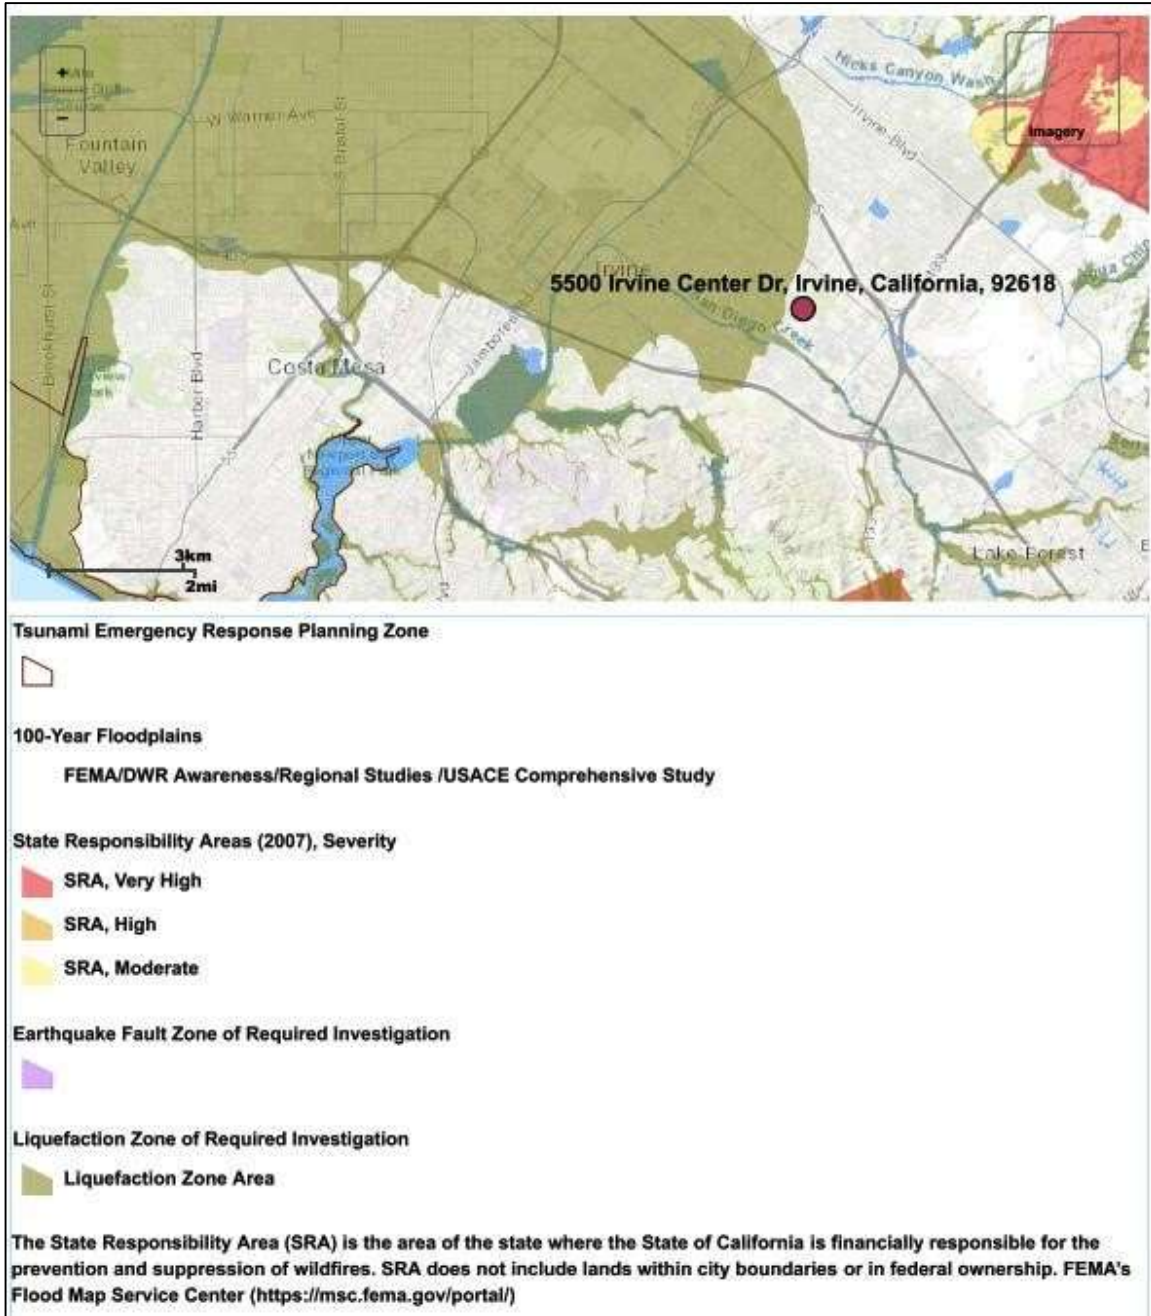 Hicks Canyon Wash
W Warner Ave
S Bristol St
Irvine Blvd
Imagery
Fountain
Valley
405
5
133
Irvine
5500 Irvine Center Dr, Irvine, California, 92618
San Diego Creek
Brookhurst St
Harbor Blvd
Jamboree Rd
Costa Mesa
55
133
Lake Forest
3km
2mi
Tsunami Emergency Response Planning Zone
100-Year Floodplains
FEMA/DWR Awareness/Regional Studies /USACE Comprehensive Study
State Responsibility Areas (2007), Severity
SRA, Very High
SRA, High
SRA, Moderate
Earthquake Fault Zone of Required Investigation
Liquefaction Zone of Required Investigation
Liquefaction Zone Area
The State Responsibility Area (SRA) is the area of the state where the State of California is financially responsible for the
prevention and suppression of wildfires. SRA does not include lands within city boundaries or in federal ownership. FEMA's
Flood Map Service Center (https://msc.fema.gov/portal/)